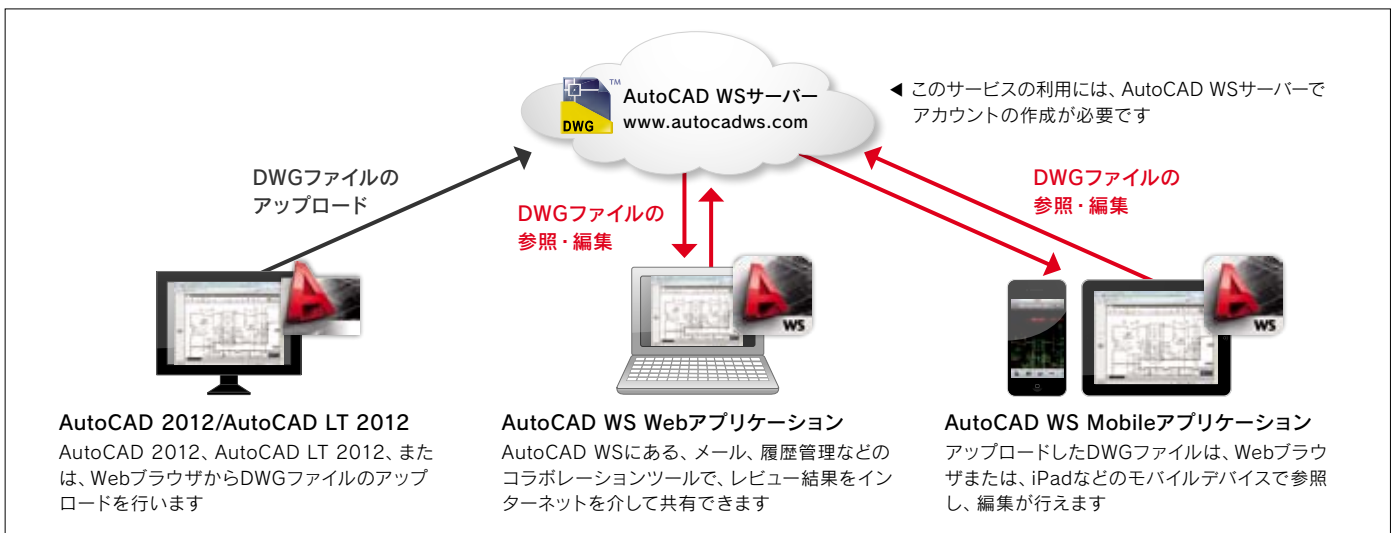 TM
DWG
AutoCAD WSサーバー
www.autocadws.com
◀ このサービスの利用には、AutoCAD WSサーバーで
アカウントの作成が必要です
DWGファイルの
アップロード
DWGファイルの
参照・編集
DWGファイルの
参照・編集
WS
WS
AutoCAD 2012/AutoCAD LT 2012
AutoCAD 2012、AutoCAD LT 2012、また
は、WebブラウザからDWGファイルのアップ
ロードを行います
AutoCAD WS Webアプリケーション
AutoCAD WSにある、メール、履歴管理などの
コラボレーションツールで、レビュー結果をイン
ターネットを介して共有できます
AutoCAD WS Mobileアプリケーション
アップロードしたDWGファイルは、Webブラウ
ザまたは、iPadなどのモバイルデバイスで参照
し、編集が行えます